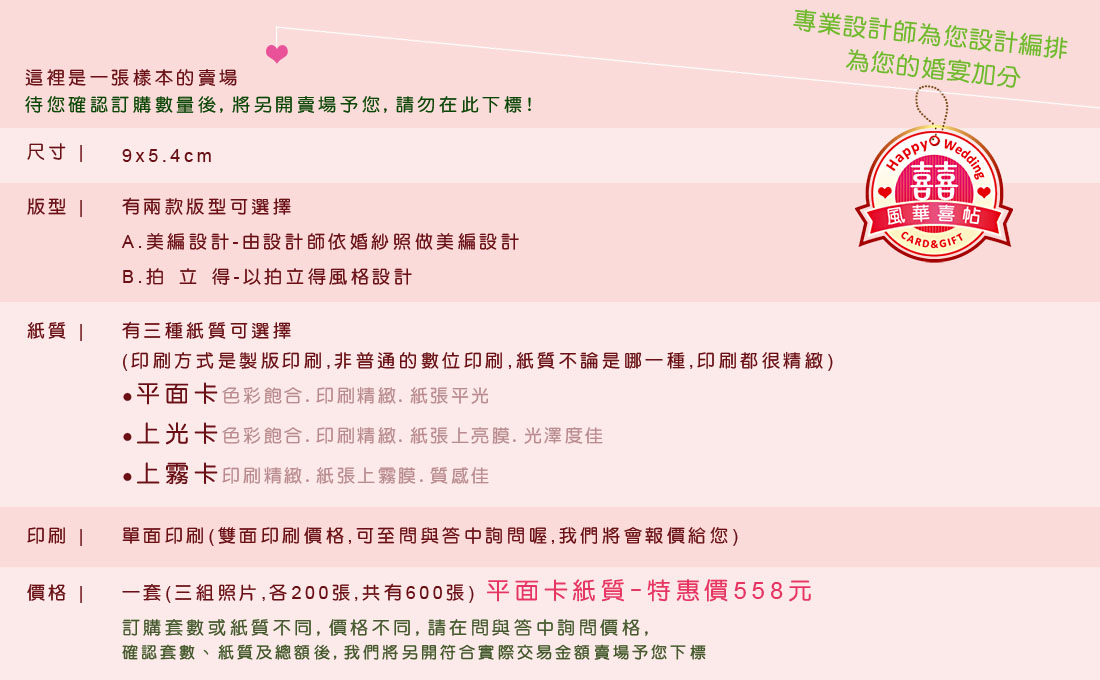 專業設計師為您設計編排
為您的婚宴加分
這裡是一張樣本的賣場
待您確認訂購數量後,將另開賣場予您,請勿在此下標!
Happy Wedding
囍
風華喜帖
CARD&GIFT
尺寸 | 9x5.4cm
版型 | 有兩款版型可選擇
A.美編設計-由設計師依婚紗照做美編設計
B.拍 立 得-以拍立得風格設計
紙質 | 有三種紙質可選擇
(印刷方式是製版印刷,非普通的數位印刷,紙質不論是哪一種,印刷都很精緻)
●平面卡色彩飽合.印刷精緻.紙張平光
●上光卡色彩飽合.印刷精緻.紙張上亮膜.光澤度佳
●上霧卡印刷精緻.紙張上霧膜.質感佳
印刷 | 單面印刷(雙面印刷價格,可至問與答中詢問喔,我們將會報價給您)
價格 | 一套(三組照片,各200張,共有600張) 平面卡紙質-特惠價558元
訂購套數或紙質不同,價格不同,請在問與答中詢問價格,
確認套數、紙質及總額後,我們將另開符合實際交易金額賣場予您下標